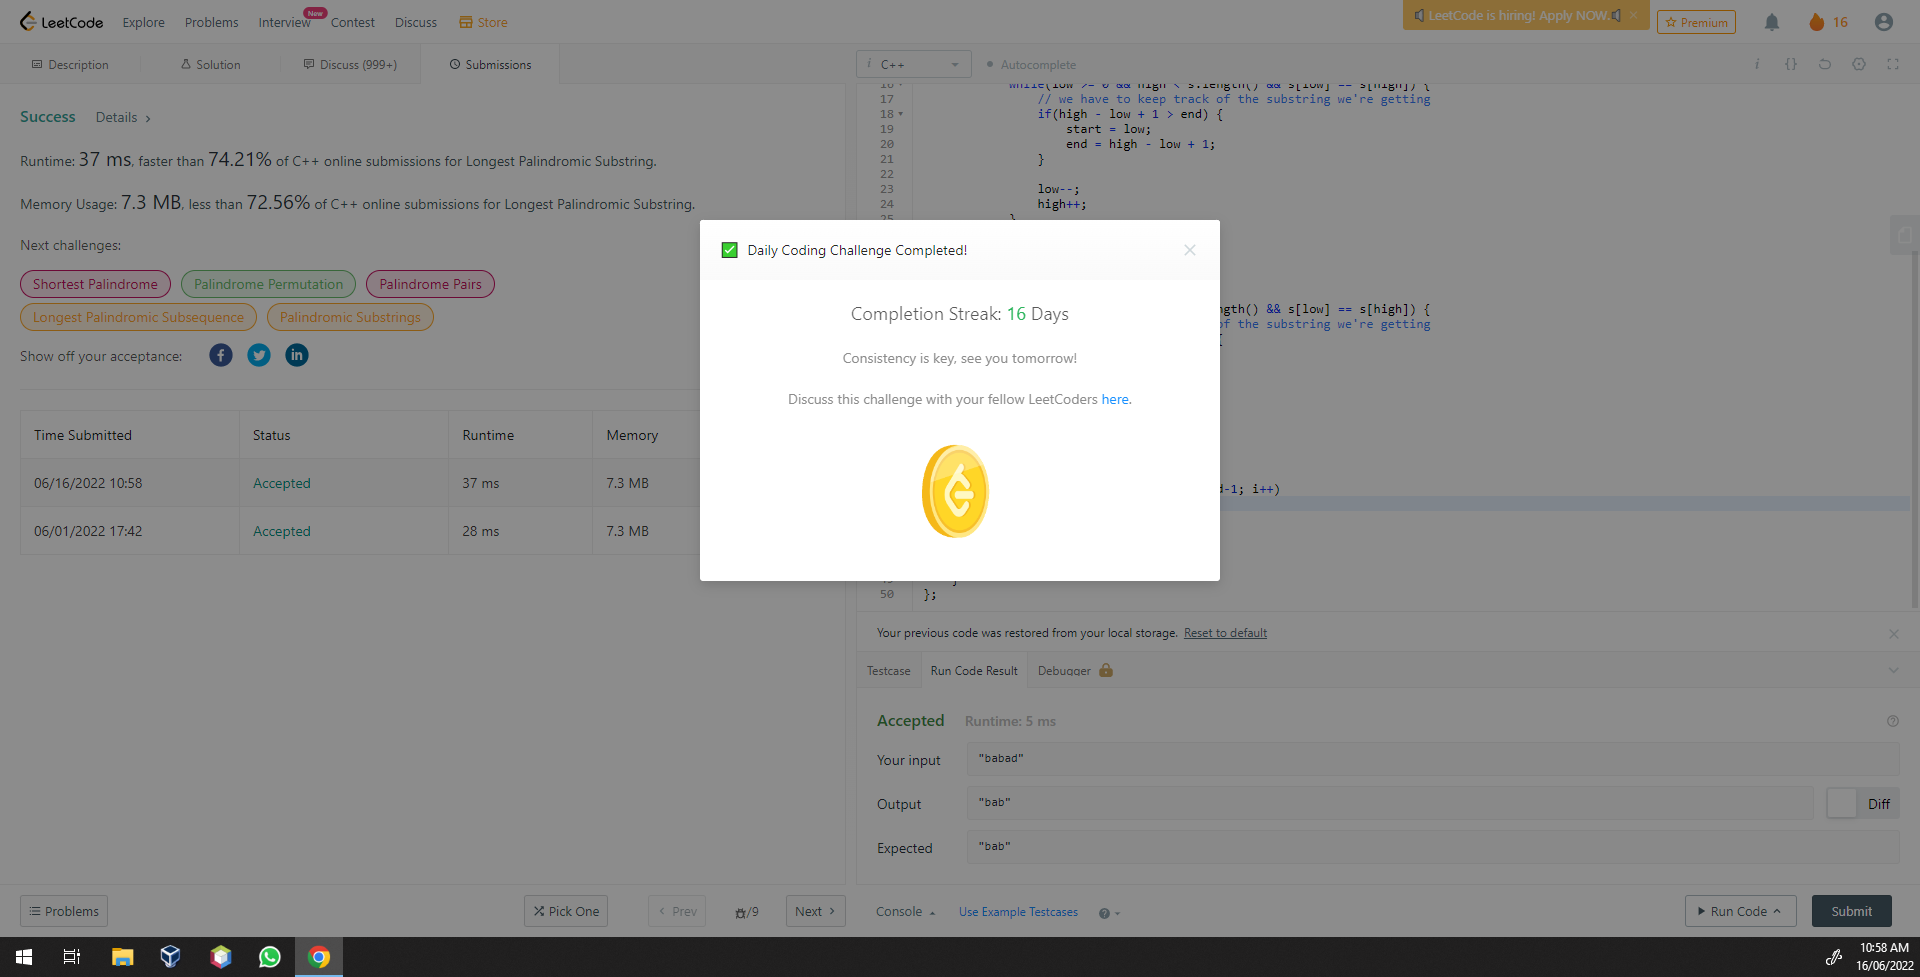 LeetCode
Explore
Problems
Interview
New
Contest
Discuss
Store
LeetCode is hiring! Apply NOW.
Premium
16
Description
Solution
Discuss (999+)
Submissions
i C++
Autocomplete
Success
Details
Runtime: 37 ms, faster than 74.21% of C++ online submissions for Longest Palindromic Substring.
Memory Usage: 7.3 MB, less than 72.56% of C++ online submissions for Longest Palindromic Substring.
Next challenges:
Shortest Palindrome
Palindrome Permutation
Palindrome Pairs
Longest Palindromic Subsequence
Palindromic Substrings
Show off your acceptance:
Time Submitted Status Runtime Memory
06/16/2022 10:58 Accepted 37 ms 7.3 MB
06/01/2022 17:42 Accepted 28 ms 7.3 MB
16 while(low >= 0 && high < s.length() && s[low] == s[high]) {
17 // we have to keep track of the substring we're getting
18 if(high - low + 1 > end) {
19 start = low;
20 end = high - low + 1;
21 }
22
23 low--;
24 high++;
25 }
ngth() && s[low] == s[high]) {
of the substring we're getting
d-1; i++)
50 };
Daily Coding Challenge Completed!
Completion Streak: 16 Days
Consistency is key, see you tomorrow!
Discuss this challenge with your fellow LeetCoders here.
Your previous code was restored from your local storage. Reset to default
Testcase
Run Code Result
Debugger
Accepted Runtime: 5 ms
Your input "babad"
Output "bab"
Diff
Expected "bab"
Problems
Pick One
Prev
/9
Next
Console
Use Example Testcases
Run Code
Submit
10:58 AM
16/06/2022